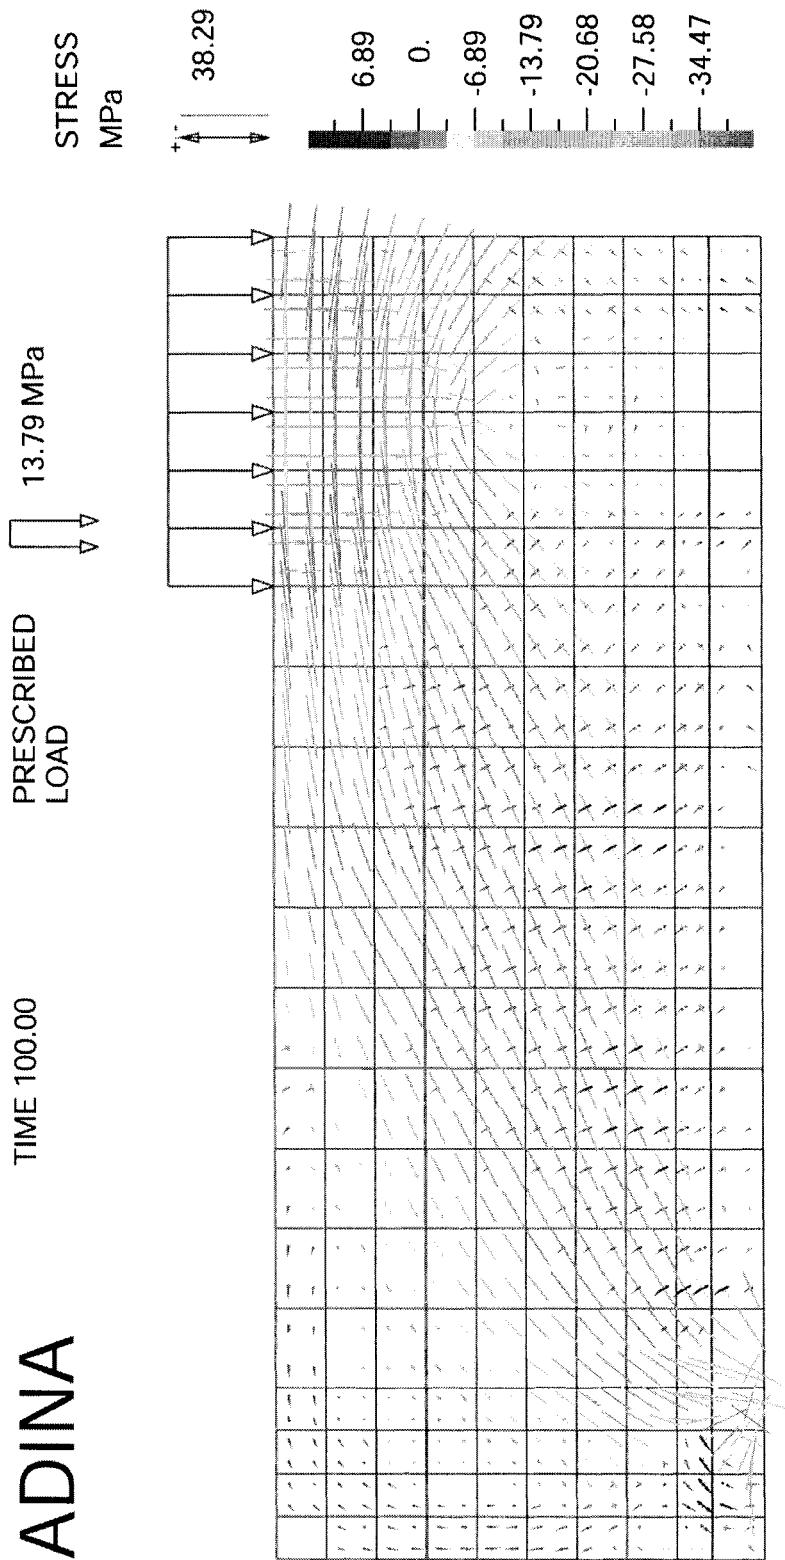 ADINA
TIME 100.00
PRESCRIBED
LOAD
13.79 MPa
STRESS
MPa
38.29
6.89
0.
-6.89
-13.79
-20.68
-27.58
-34.47